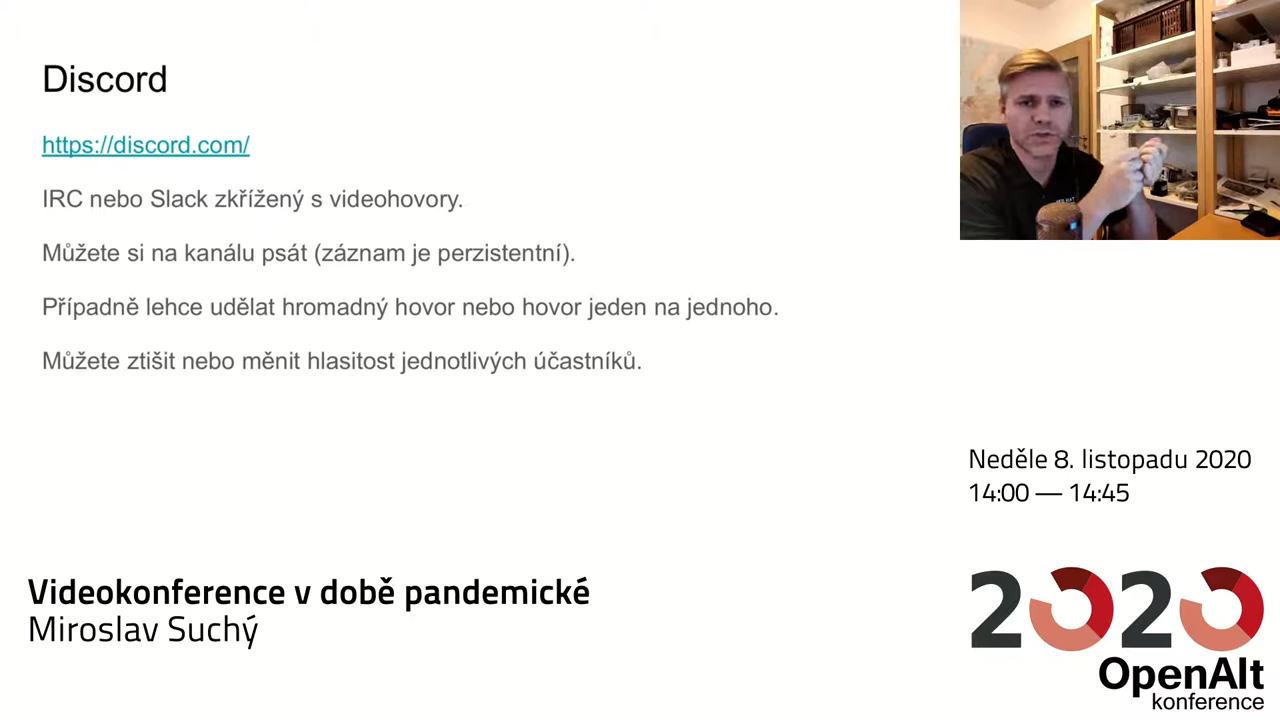 Discord
https://discord.com/
IRC nebo Slack zkřížený s videohovory.
Můžete si na kanálu psát (záznam je perzistentní).
Případně lehce udělat hromadný hovor nebo hovor jeden na jednoho.
Můžete ztišit nebo měnit hlasitost jednotlivých účastníků.
Neděle 8. listopadu 2020
14:00 — 14:45
Videokonference v době pandemické
Miroslav Suchý
2020
OpenAlt
konference